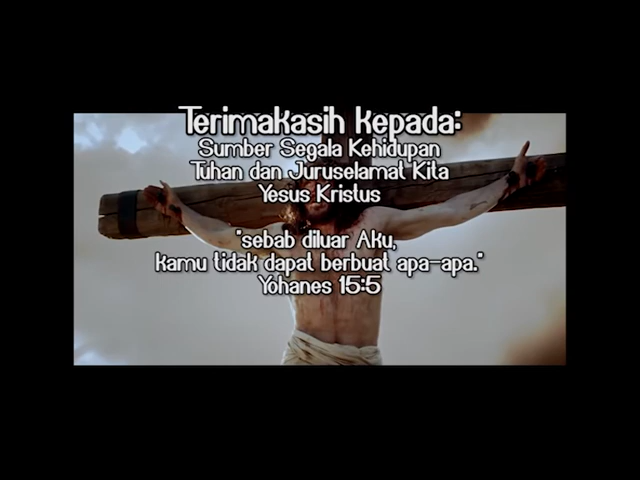 Terimakasih kepada:
Sumber Segala Kehidupan
Tuhan dan Juruselamat Kita
Yesus Kristus
"sebab diluar Aku,
kamu tidak dapat berbuat apa-apa."
Yohanes 15:5